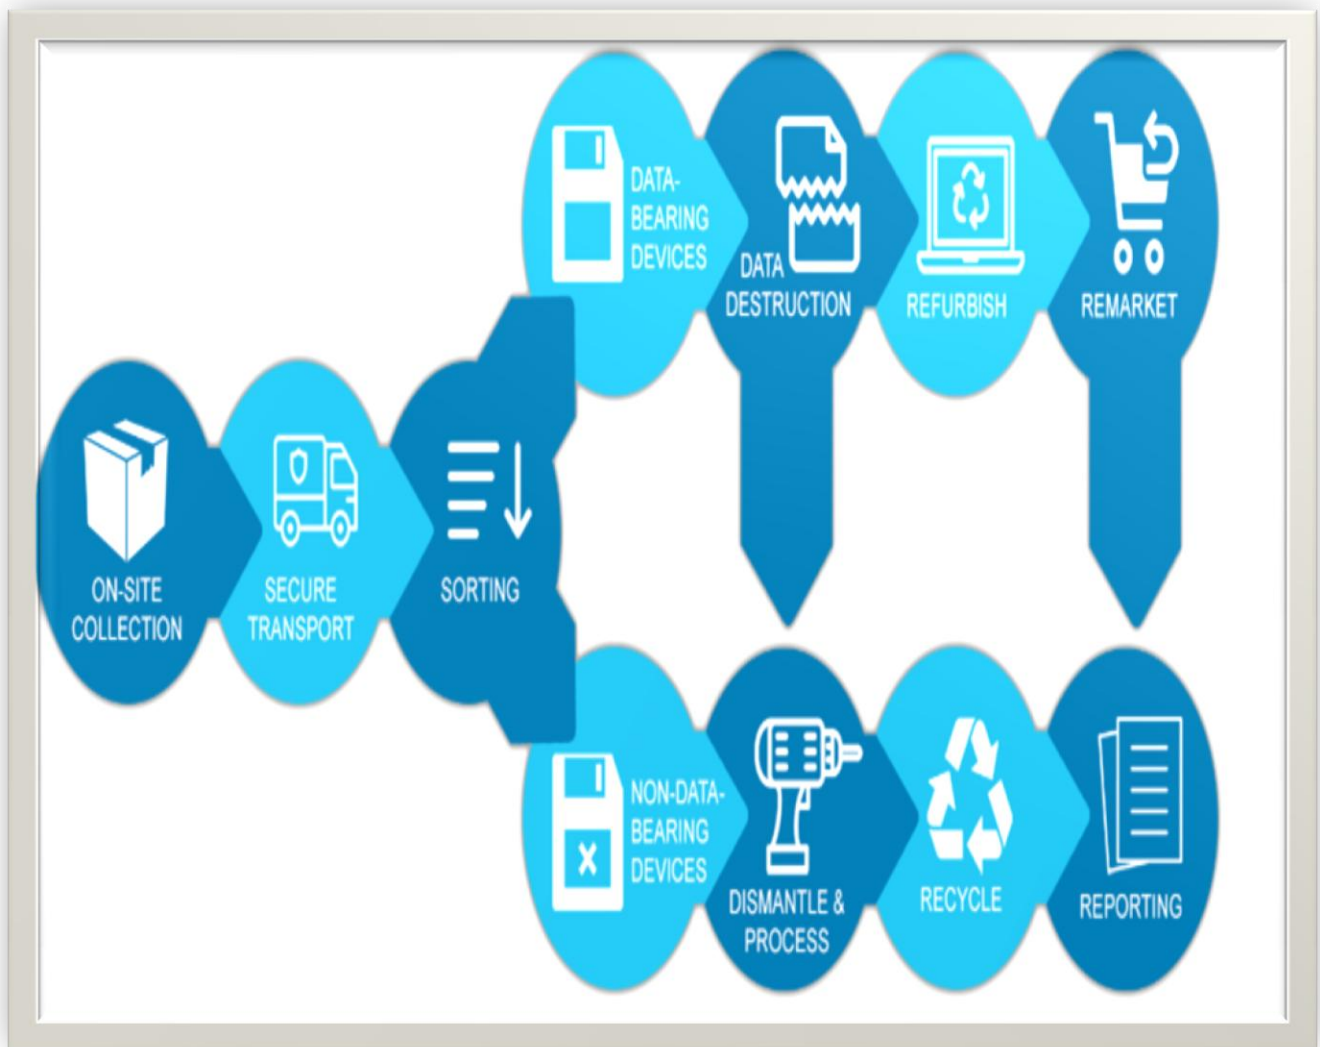 DATA-
BEARING
DEVICES
DATA
DESTRUCTION
REFURBISH
REMARKET
ON-SITE
COLLECTION
SECURE
TRANSPORT
SORTING
NON-DATA-
BEARING
DEVICES
DISMANTLE &
PROCESS
RECYCLE
REPORTING